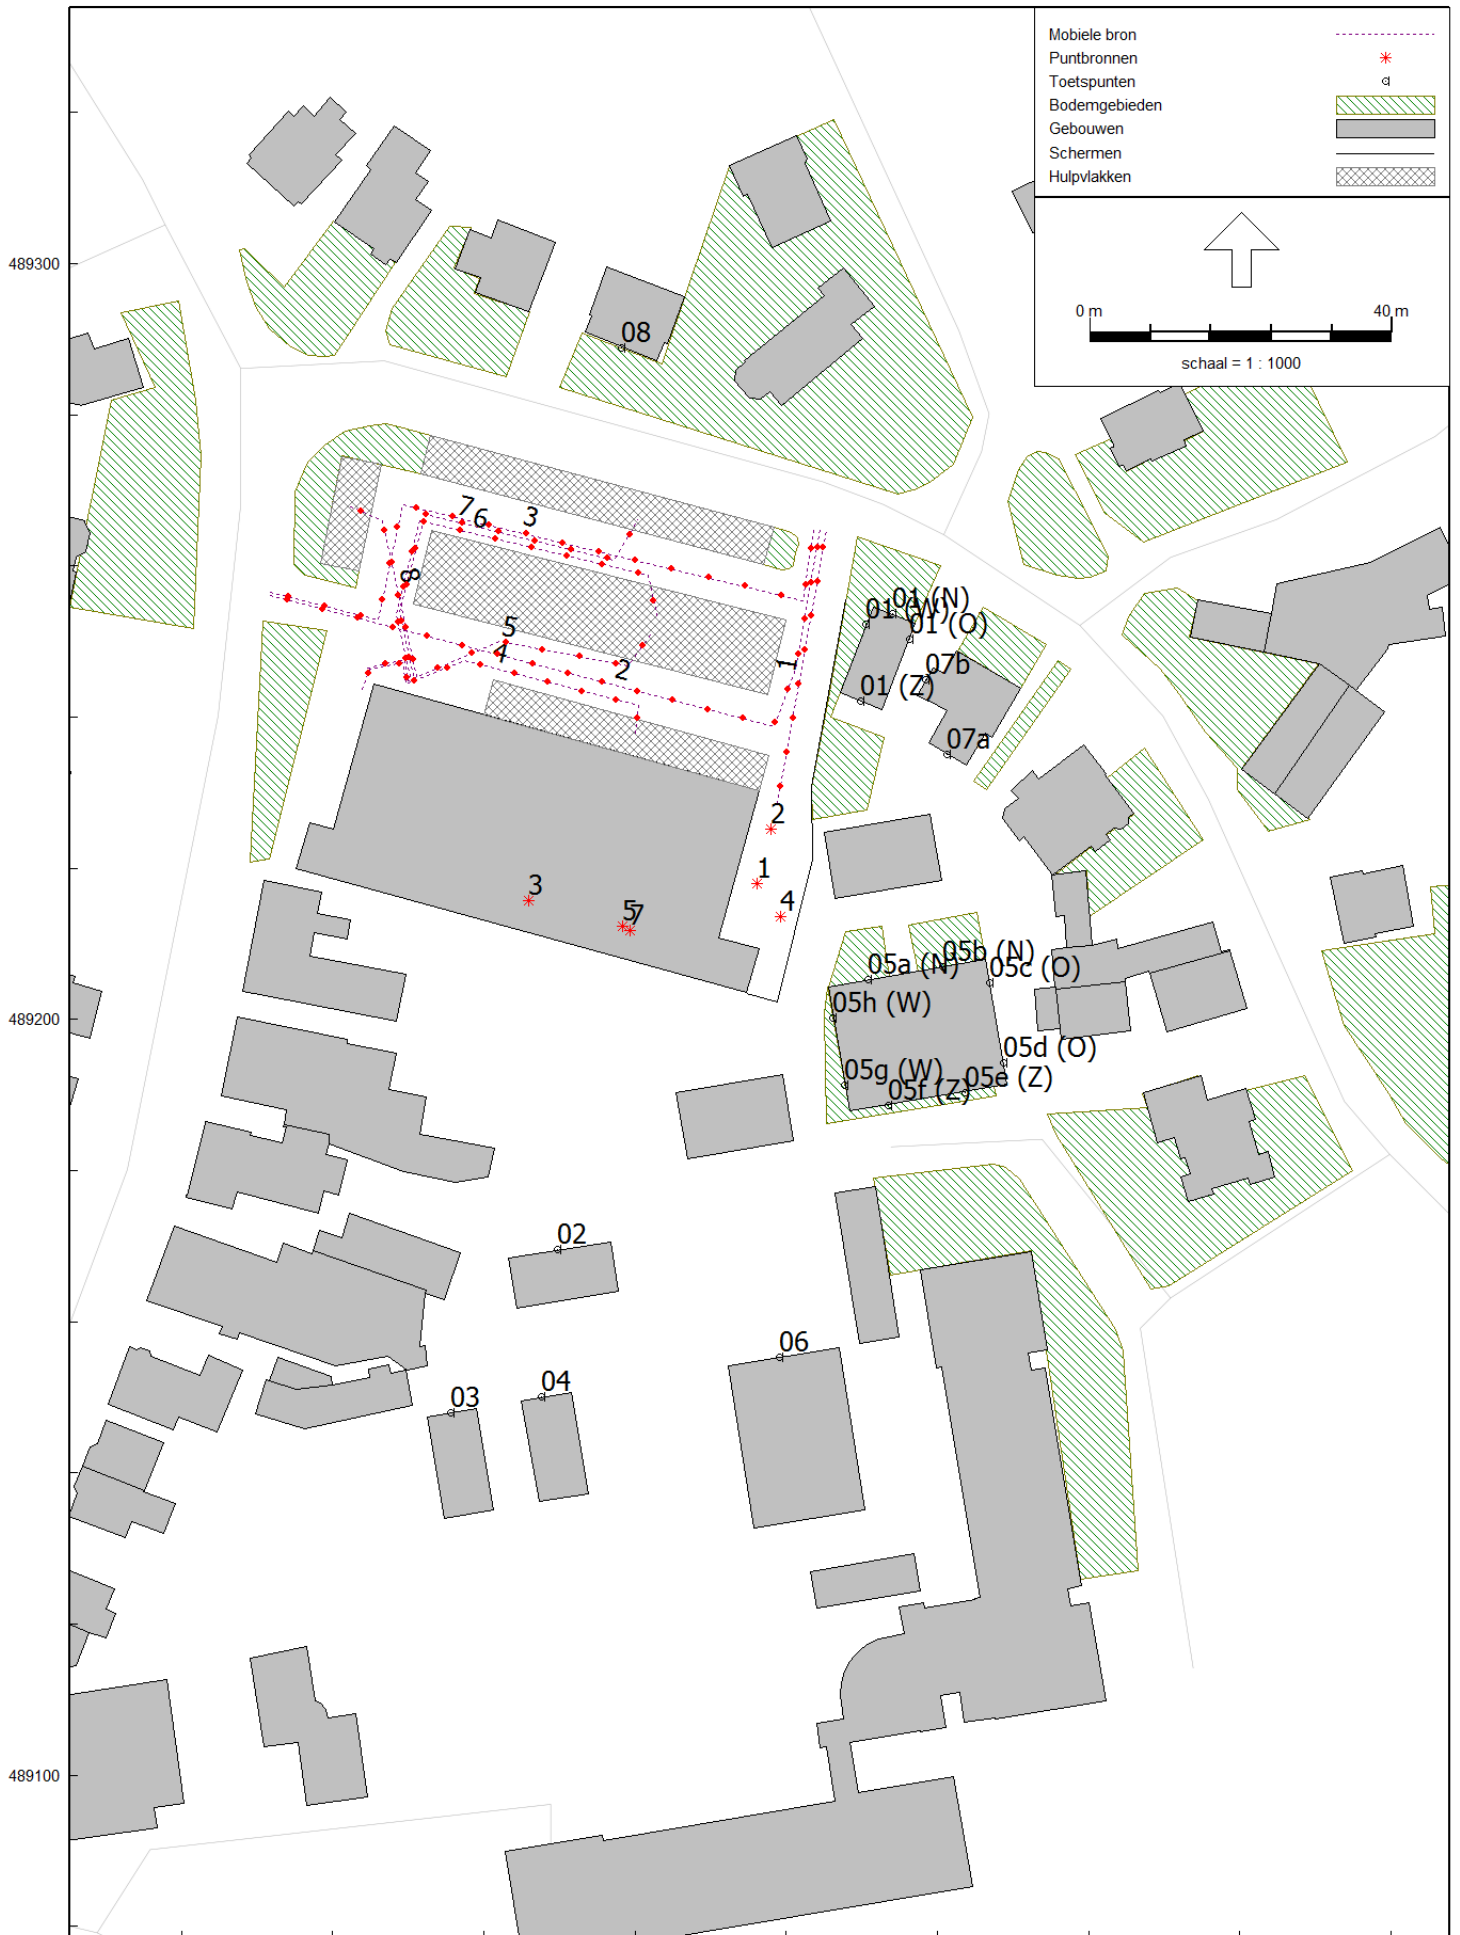 Mobiele bron
Puntbronnen
Toetspunten
Bodemgebieden
Gebouwen
Schermen
Hulpvlakken
0 m 40 m
schaal = 1 : 1000
489300
08
7
6
3
8
5
4
2
1
01 (N)
01 (W)
01 (O)
07b
01 (Z)
07a
2
1
3
4
5
7
05b (N)
05a (N)
05c (O)
05h (W)
489200
05d (O)
05g (W)
05e (Z)
05f (Z)
02
06
04
03
489100